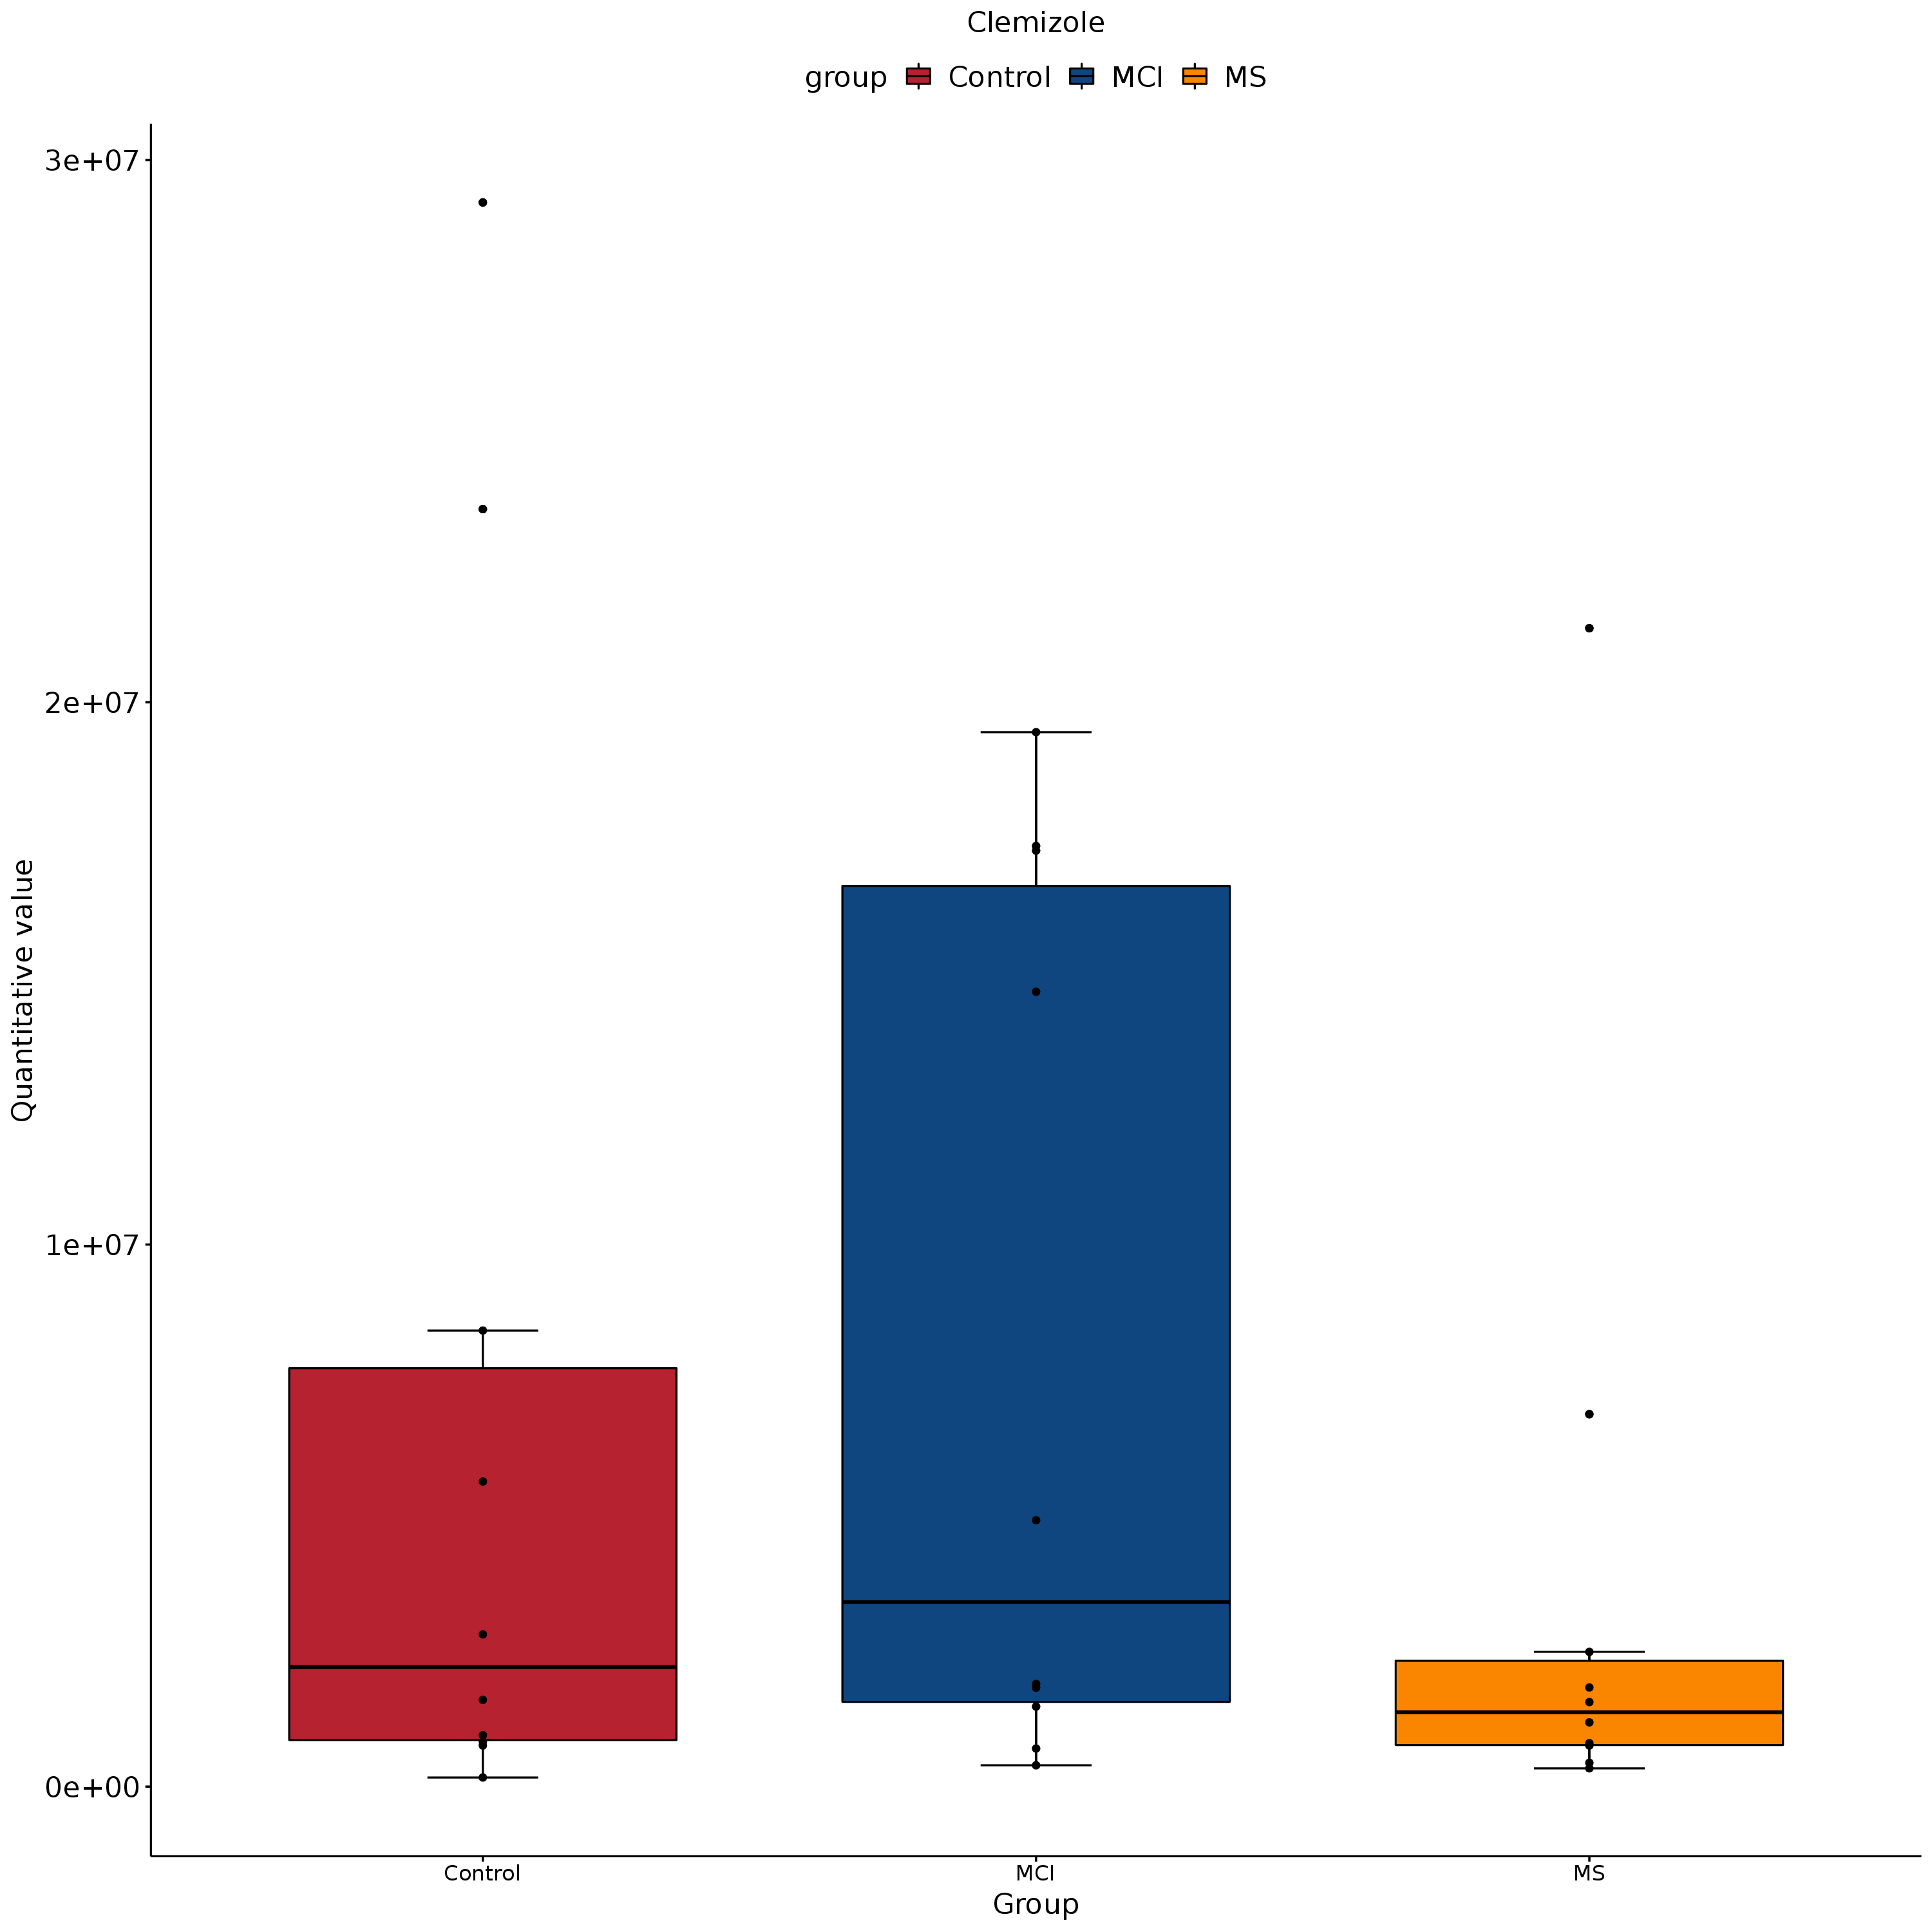 Clemizole
group Control MCI MS
3e+07
2e+07
1e+07
0e+00
Quantitative value
Control MCI MS
Group